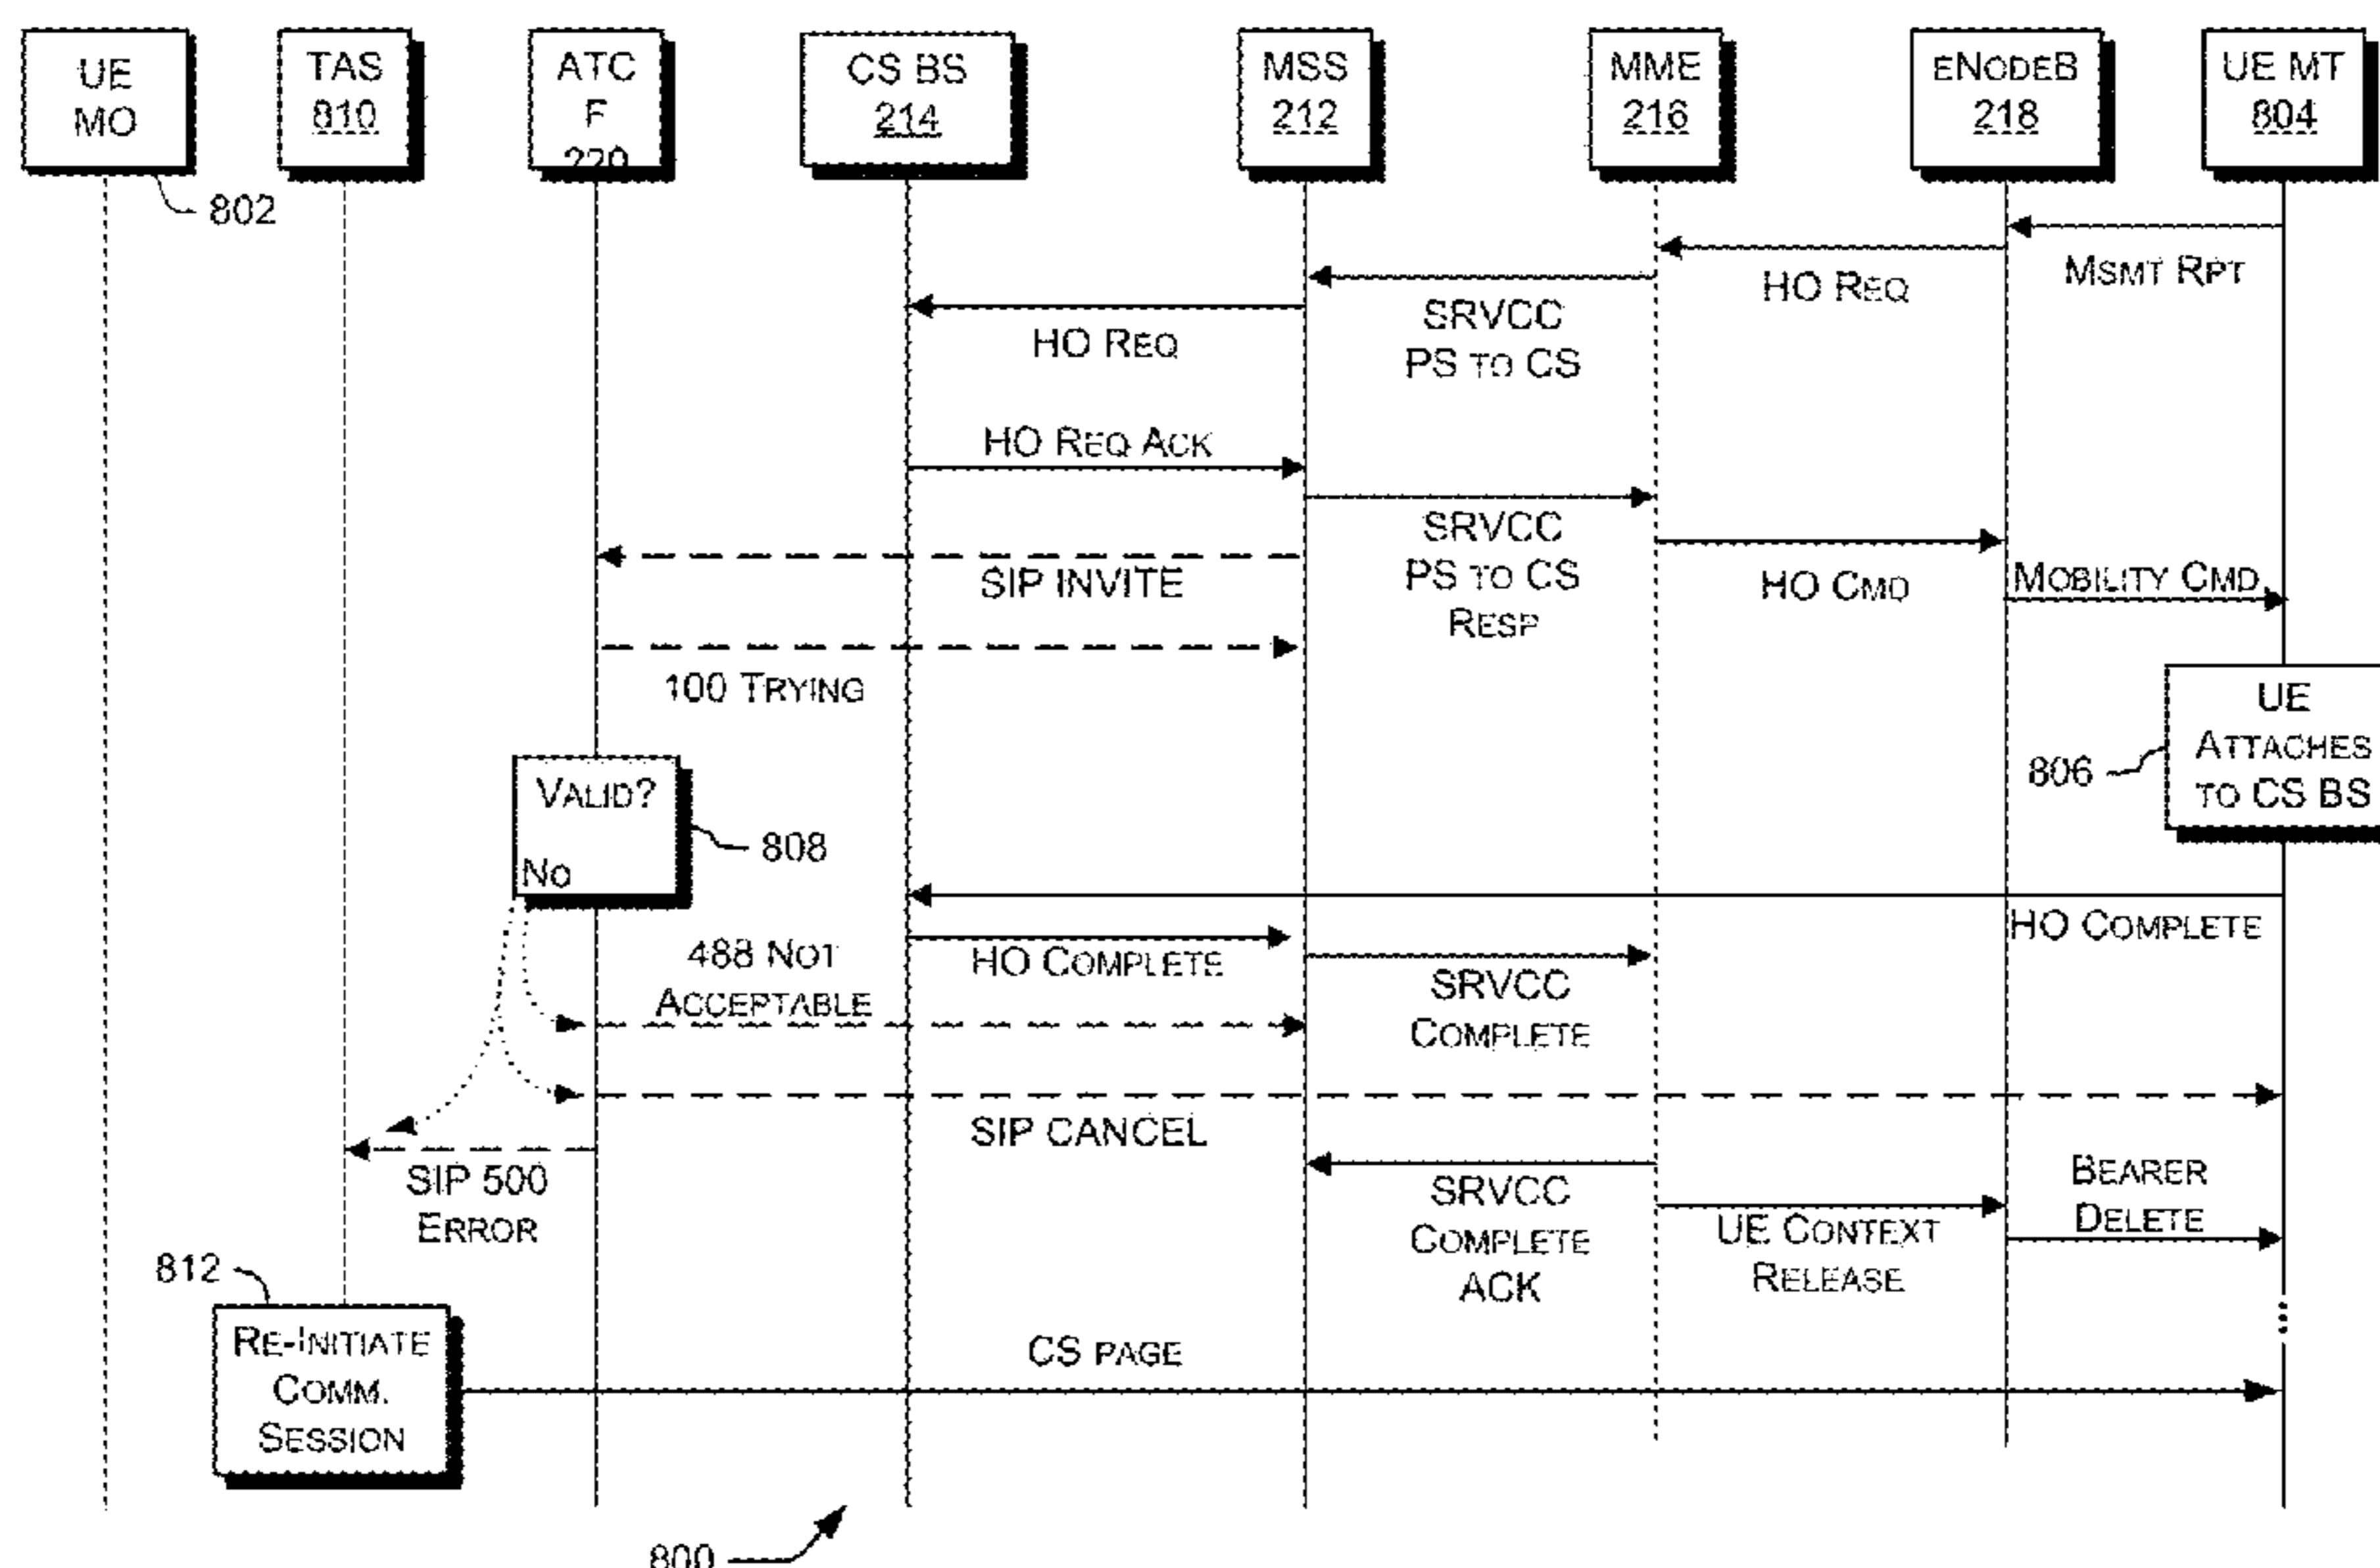 UE
MO
TAS
810
ATC
F
220
CS BS
214
MSS
212
MME
216
ENODEB
218
UE MT
804
802
MSMT RPT
HO REQ
SRVCC
PS TO CS
HO REQ
HO REQ ACK
SRVCC
PS TO CS
RESP
SIP INVITE
HO CMD
MOBILITY CMD
100 TRYING
UE
ATTACHES
TO CS BS
806
VALID?
NO
808
HO COMPLETE
488 NOT
ACCEPTABLE
HO COMPLETE
SRVCC
COMPLETE
SIP CANCEL
SIP 500
ERROR
SRVCC
COMPLETE
ACK
UE CONTEXT
RELEASE
BEARER
DELETE
812
RE-INITIATE
COMM.
SESSION
CS PAGE
800